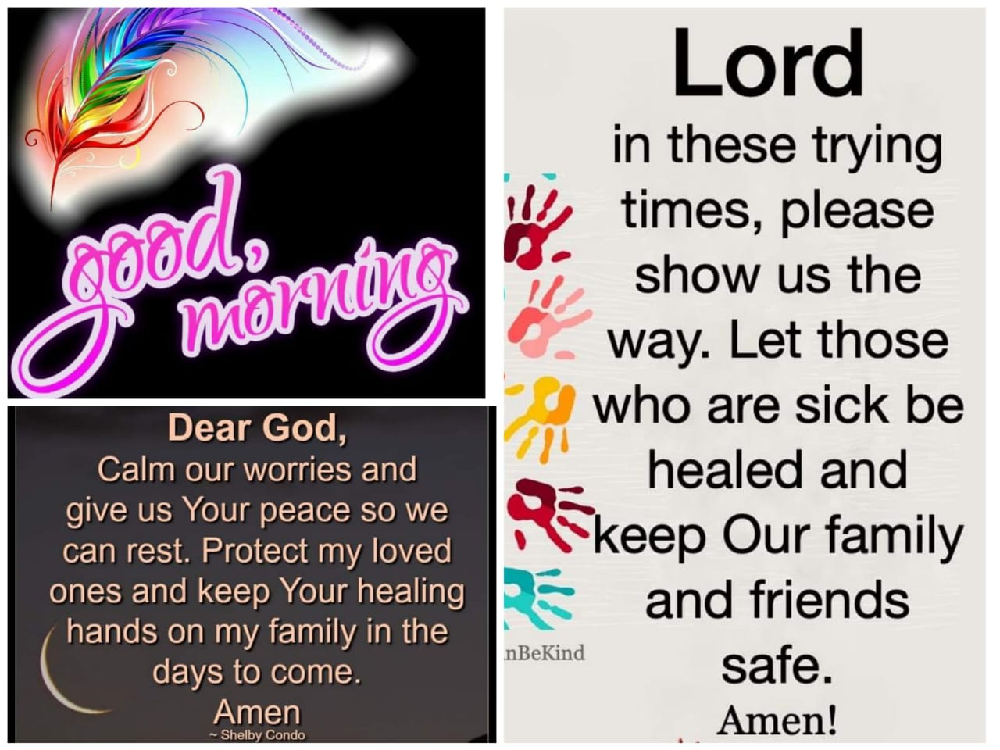 good,
morning
Dear God,
Calm our worries and
give us Your peace so we
can rest. Protect my loved
ones and keep Your healing
hands on my family in the
days to come.
Amen
~ Shelby Condo
Lord
in these trying
times, please
show us the
way. Let those
who are sick be
healed and
keep Our family
and friends
safe.
Amen!
nBeKind